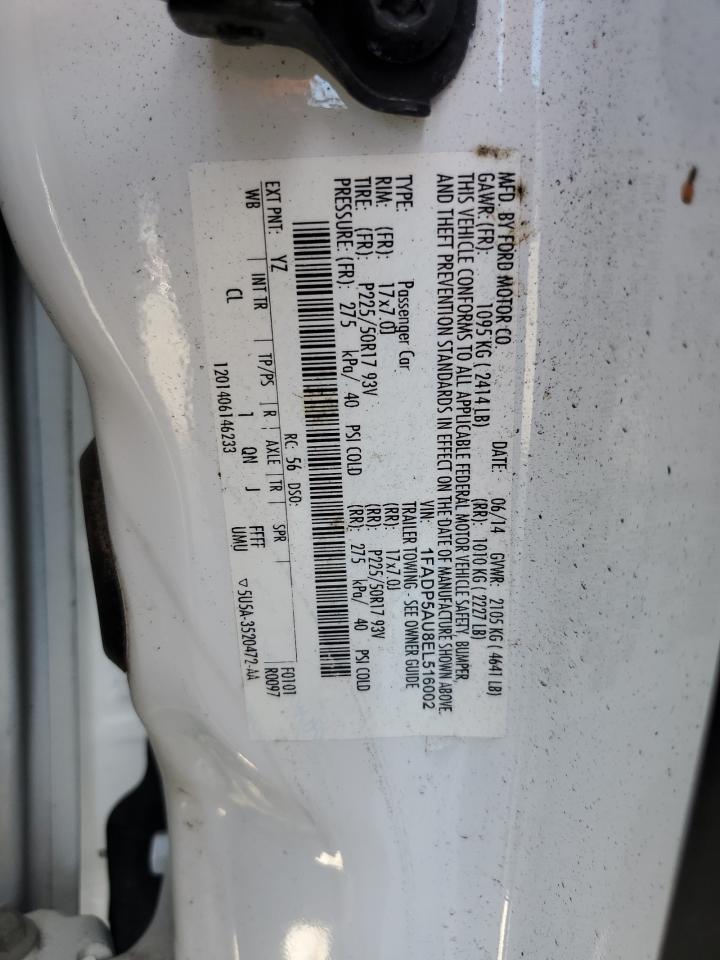 MFD. BY FORD MOTOR CO. DATE: 06/14 GVWR: 2105 KG ( 4641 LB)
GAWR: (FR): 1095 KG ( 2414 LB) (RR): 1010 KG ( 2227 LB)
THIS VEHICLE CONFORMS TO ALL APPLICABLE FEDERAL MOTOR VEHICLE SAFETY, BUMPER,
AND THEFT PREVENTION STANDARDS IN EFFECT ON THE DATE OF MANUFACTURE SHOWN ABOVE.
VIN: 1FADP5AU8EL516002
TYPE: Passenger Car TRAILER TOWING - SEE OWNER GUIDE
RIM: (FR): 17x7.0J (RR): 17x7.0J
TIRE: (FR): P225/50R17 93V (RR): P225/50R17 93V
PRESSURE: (FR): 275 kPa/ 40 PSI COLD (RR): 275 kPa/ 40 PSI COLD
RC: 56 DSO: F0101
EXT PNT: YZ R0097
WB INT TR TP/PS R AXLE TR SPR
CL 1 QN J FFFF
1201406146233 UMU ▽5U5A-3520472-AA